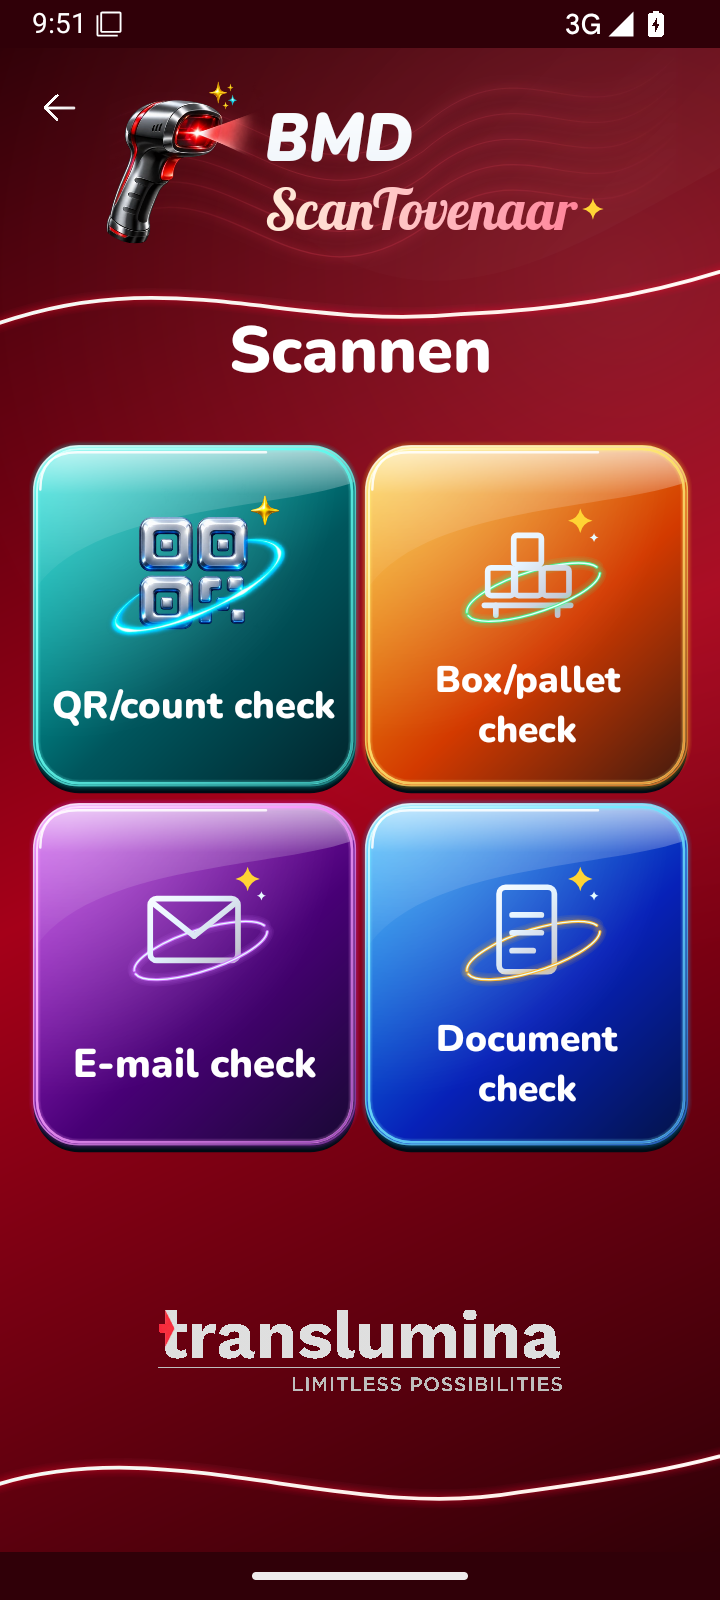 9:51
3G
BMD
ScanTovenaar
Scannen
QR/count check
Box/pallet
check
E-mail check
Document
check
translumina
LIMITLESS POSSIBILITIES